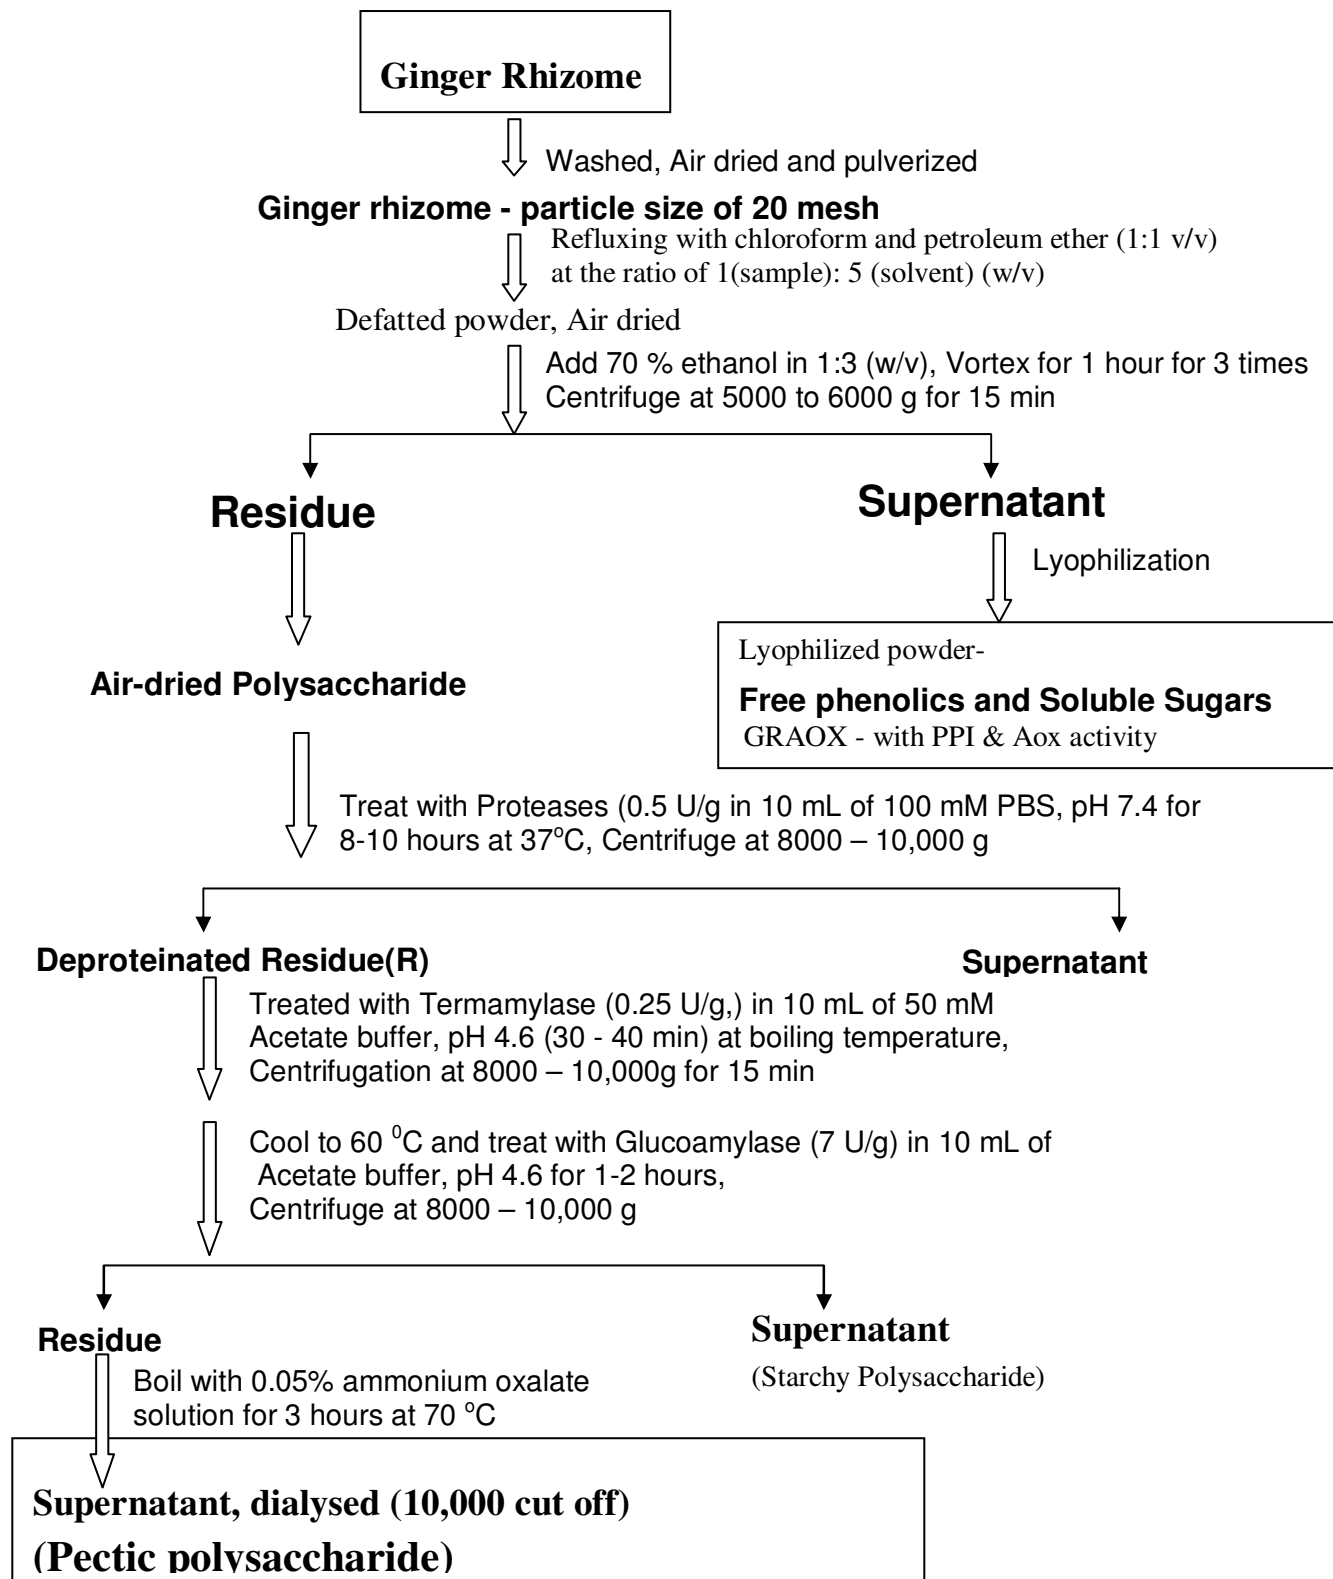 Ginger Rhizome
Washed, Air dried and pulverized
Ginger rhizome - particle size of 20 mesh
Refluxing with chloroform and petroleum ether (1:1 v/v)
at the ratio of 1(sample): 5 (solvent) (w/v)
Defatted powder, Air dried
Add 70 % ethanol in 1:3 (w/v), Vortex for 1 hour for 3 times
Centrifuge at 5000 to 6000 g for 15 min
Residue
Supernatant
Lyophilization
Lyophilized powder-
Free phenolics and Soluble Sugars
GRAOX - with PPI & Aox activity
Air-dried Polysaccharide
Treat with Proteases (0.5 U/g in 10 mL of 100 mM PBS, pH 7.4 for
8-10 hours at 37°C, Centrifuge at 8000 – 10,000 g
Deproteinated Residue(R)
Supernatant
Treated with Termamylase (0.25 U/g,) in 10 mL of 50 mM
Acetate buffer, pH 4.6 (30 - 40 min) at boiling temperature,
Centrifugation at 8000 – 10,000g for 15 min
Cool to 60 ⁰C and treat with Glucoamylase (7 U/g) in 10 mL of
Acetate buffer, pH 4.6 for 1-2 hours,
Centrifuge at 8000 – 10,000 g
Residue
Supernatant
(Starchy Polysaccharide)
Boil with 0.05% ammonium oxalate
solution for 3 hours at 70 °C
Supernatant, dialysed (10,000 cut off)
(Pectic polysaccharide)